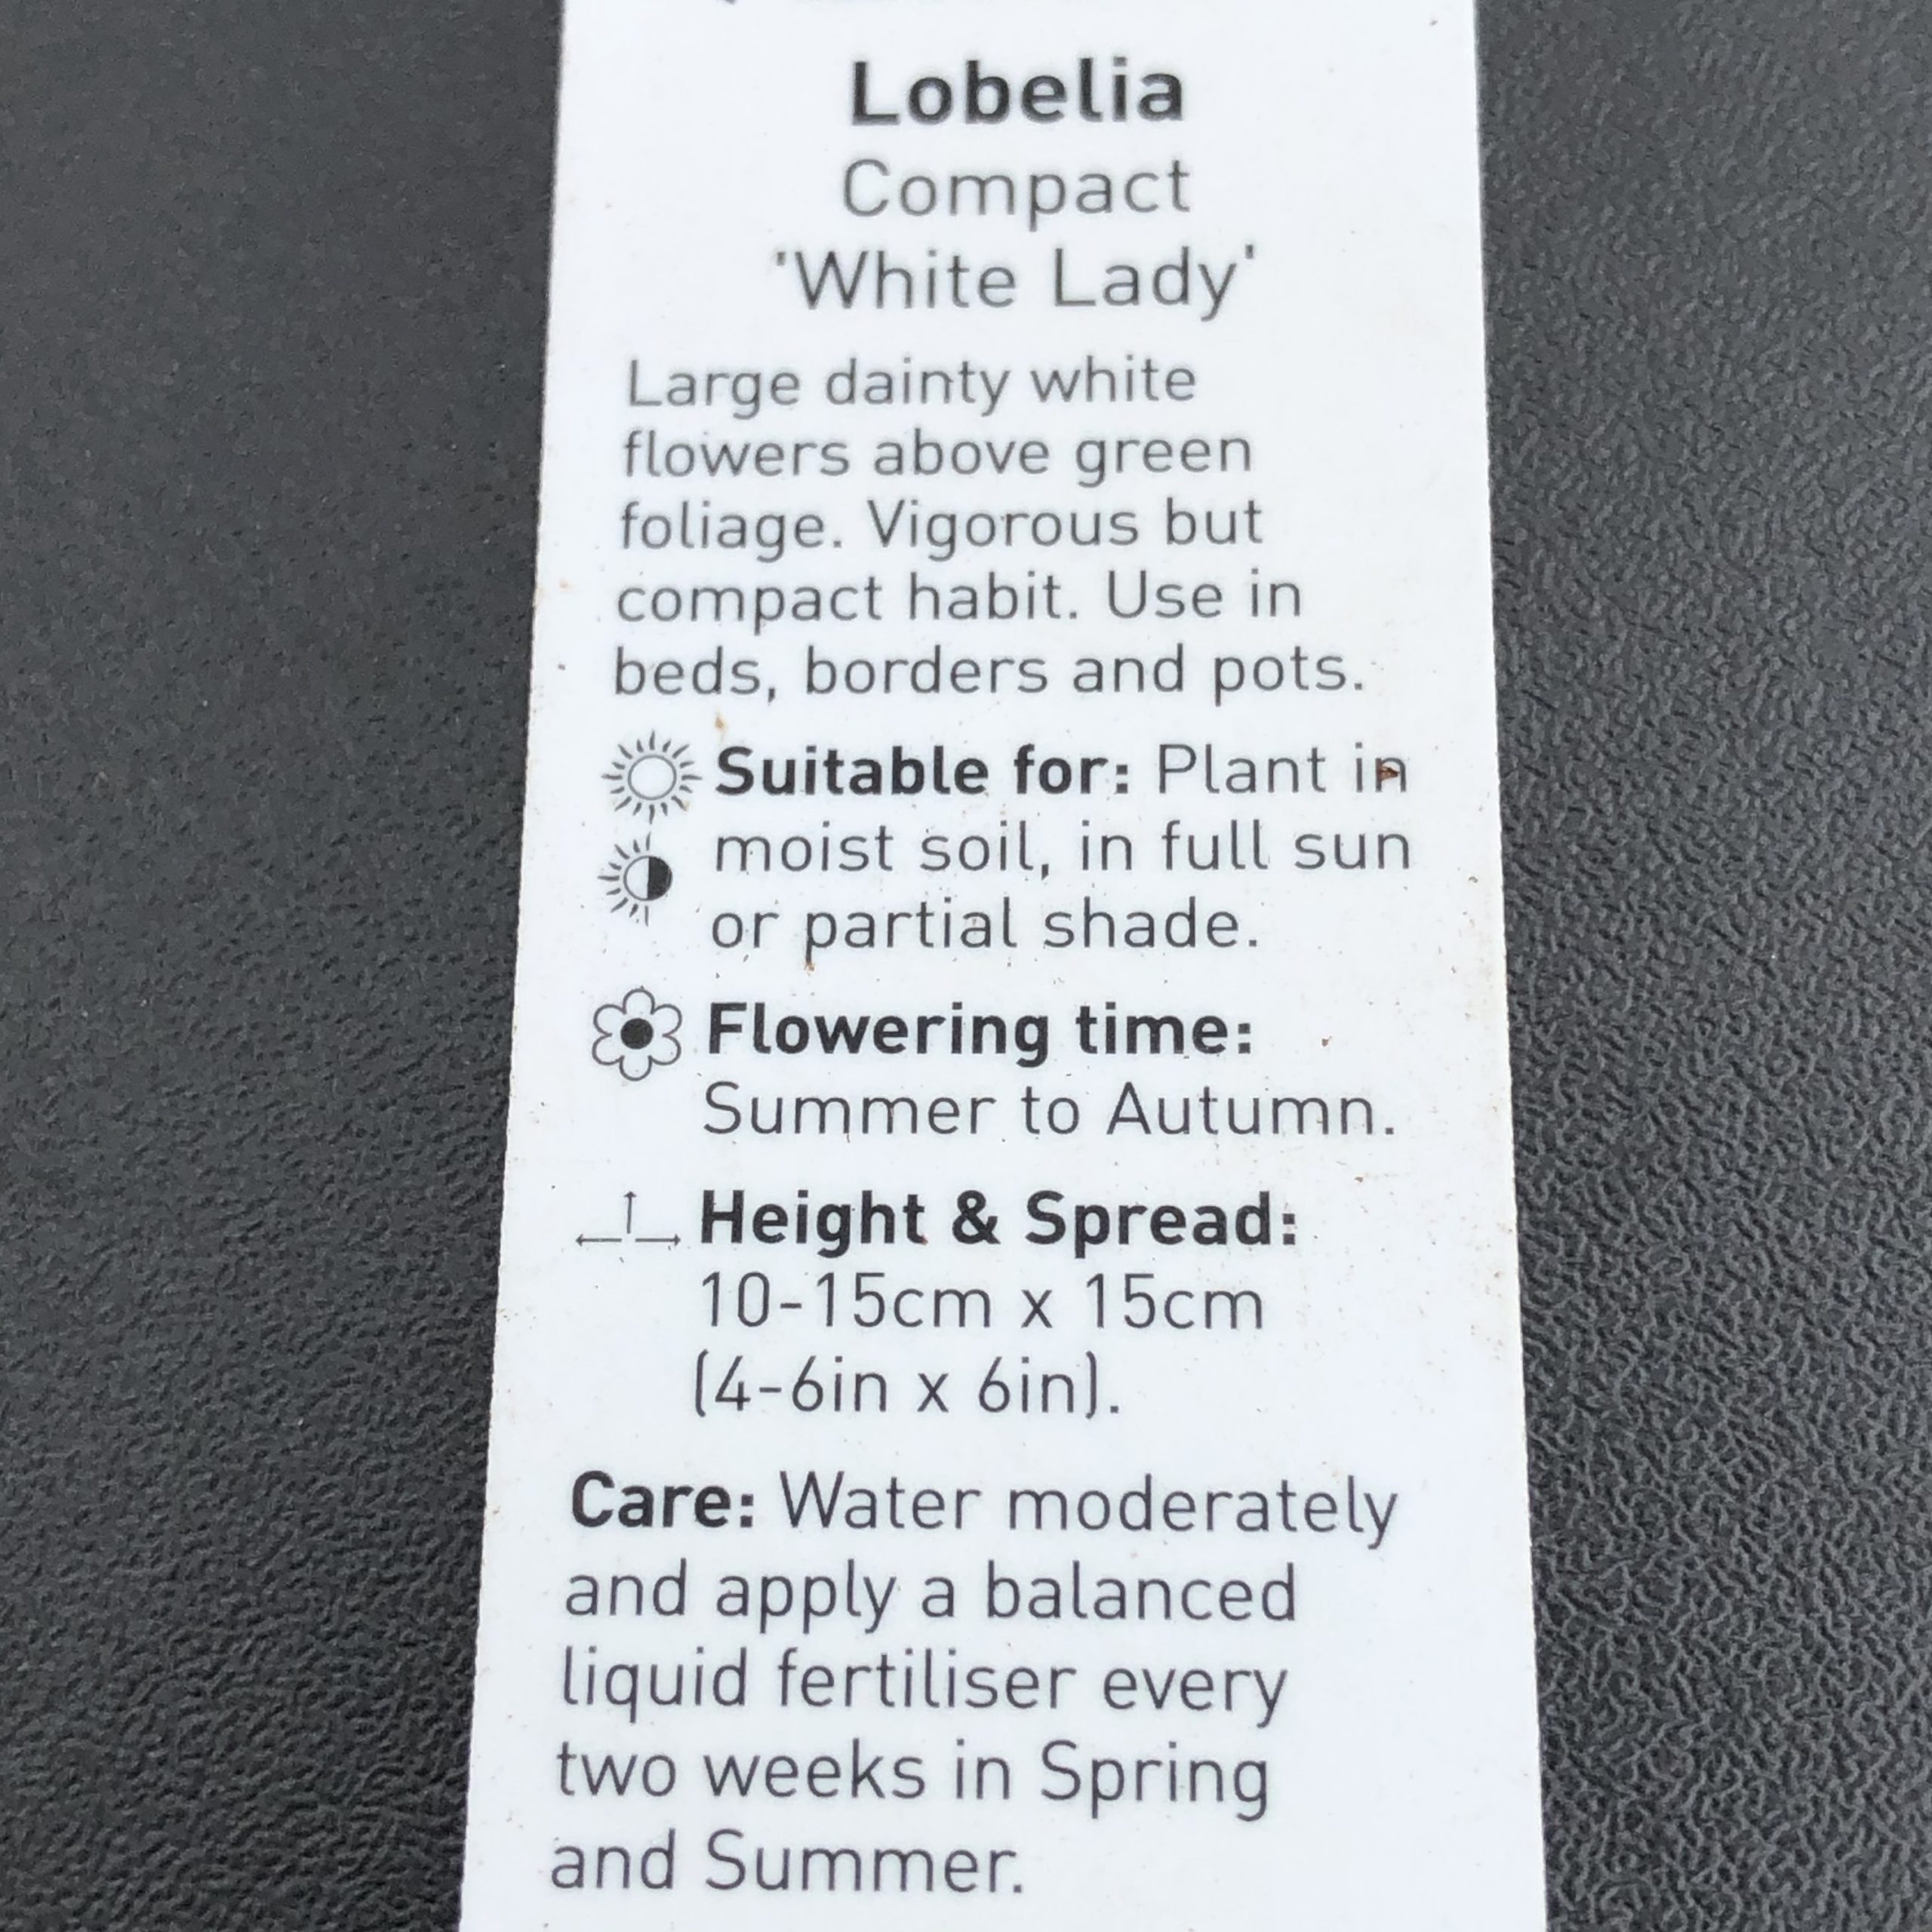 Lobelia
Compact
'White Lady'
Large dainty white
flowers above green
foliage. Vigorous but
compact habit. Use in
beds, borders and pots.
Suitable for: Plant in
moist soil, in full sun
or partial shade.
Flowering time:
Summer to Autumn.
Height & Spread:
10-15cm x 15cm
(4-6in x 6in).
Care: Water moderately
and apply a balanced
liquid fertiliser every
two weeks in Spring
and Summer.